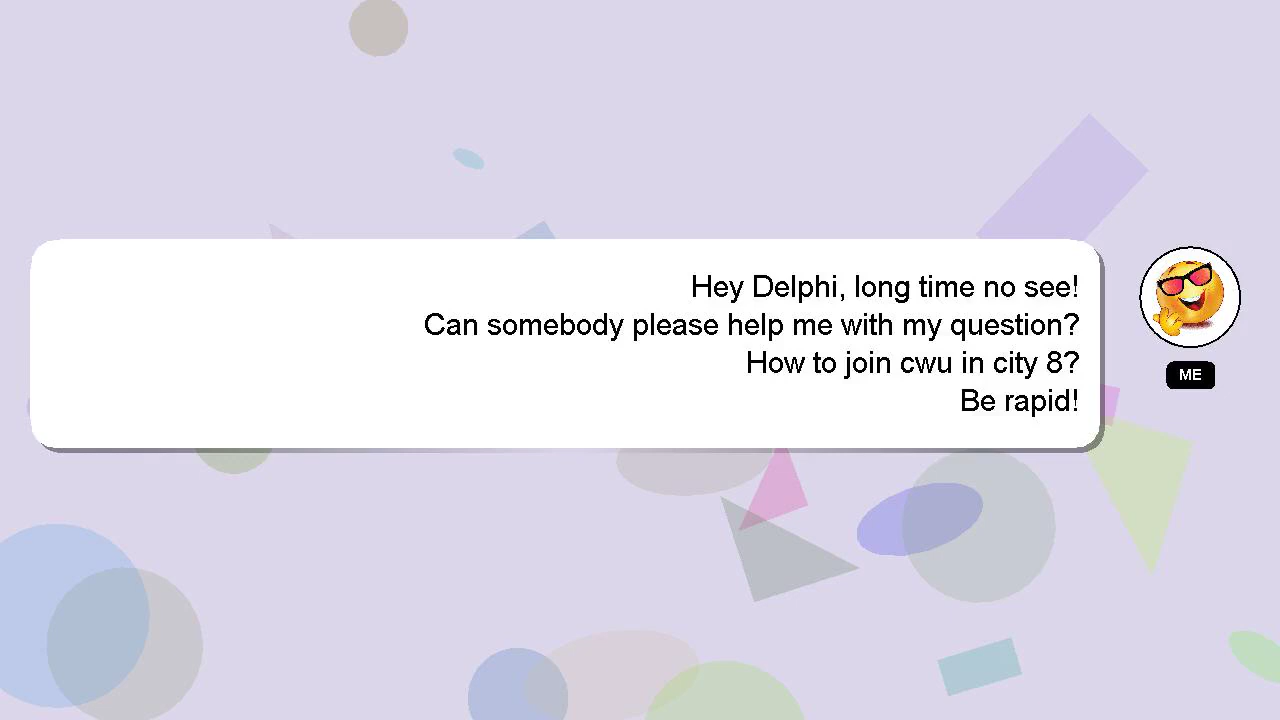 Hey Delphi, long time no see!
Can somebody please help me with my question?
How to join cwu in city 8?
Be rapid!
ME